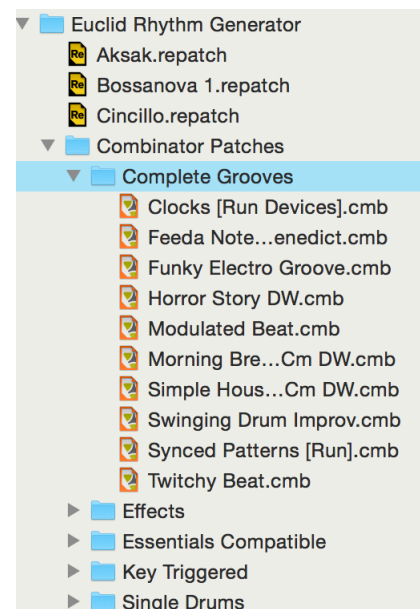 Euclid Rhythm Generator
Aksak.repatch
Bossanova 1.repatch
Cincillo.repatch
Combinator Patches
Complete Grooves
Clocks [Run Devices].cmb
Feeda Note...enedict.cmb
Funky Electro Groove.cmb
Horror Story DW.cmb
Modulated Beat.cmb
Morning Bre...Cm DW.cmb
Simple Hous...Cm DW.cmb
Swinging Drum Improv.cmb
Synced Patterns [Run].cmb
Twitchy Beat.cmb
Effects
Essentials Compatible
Key Triggered
Single Drums